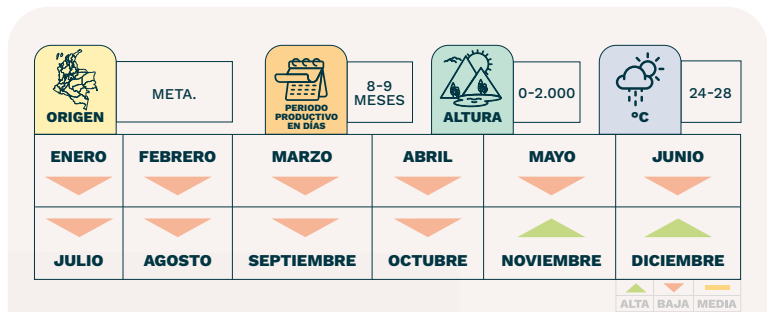 ORIGEN
META.
PERIODO
PRODUCTIVO
EN DÍAS
8-9
MESES
ALTURA
0-2.000
°C
24-28
ENERO FEBRERO MARZO ABRIL MAYO JUNIO
JULIO AGOSTO SEPTIEMBRE OCTUBRE NOVIEMBRE DICIEMBRE
ALTA BAJA MEDIA